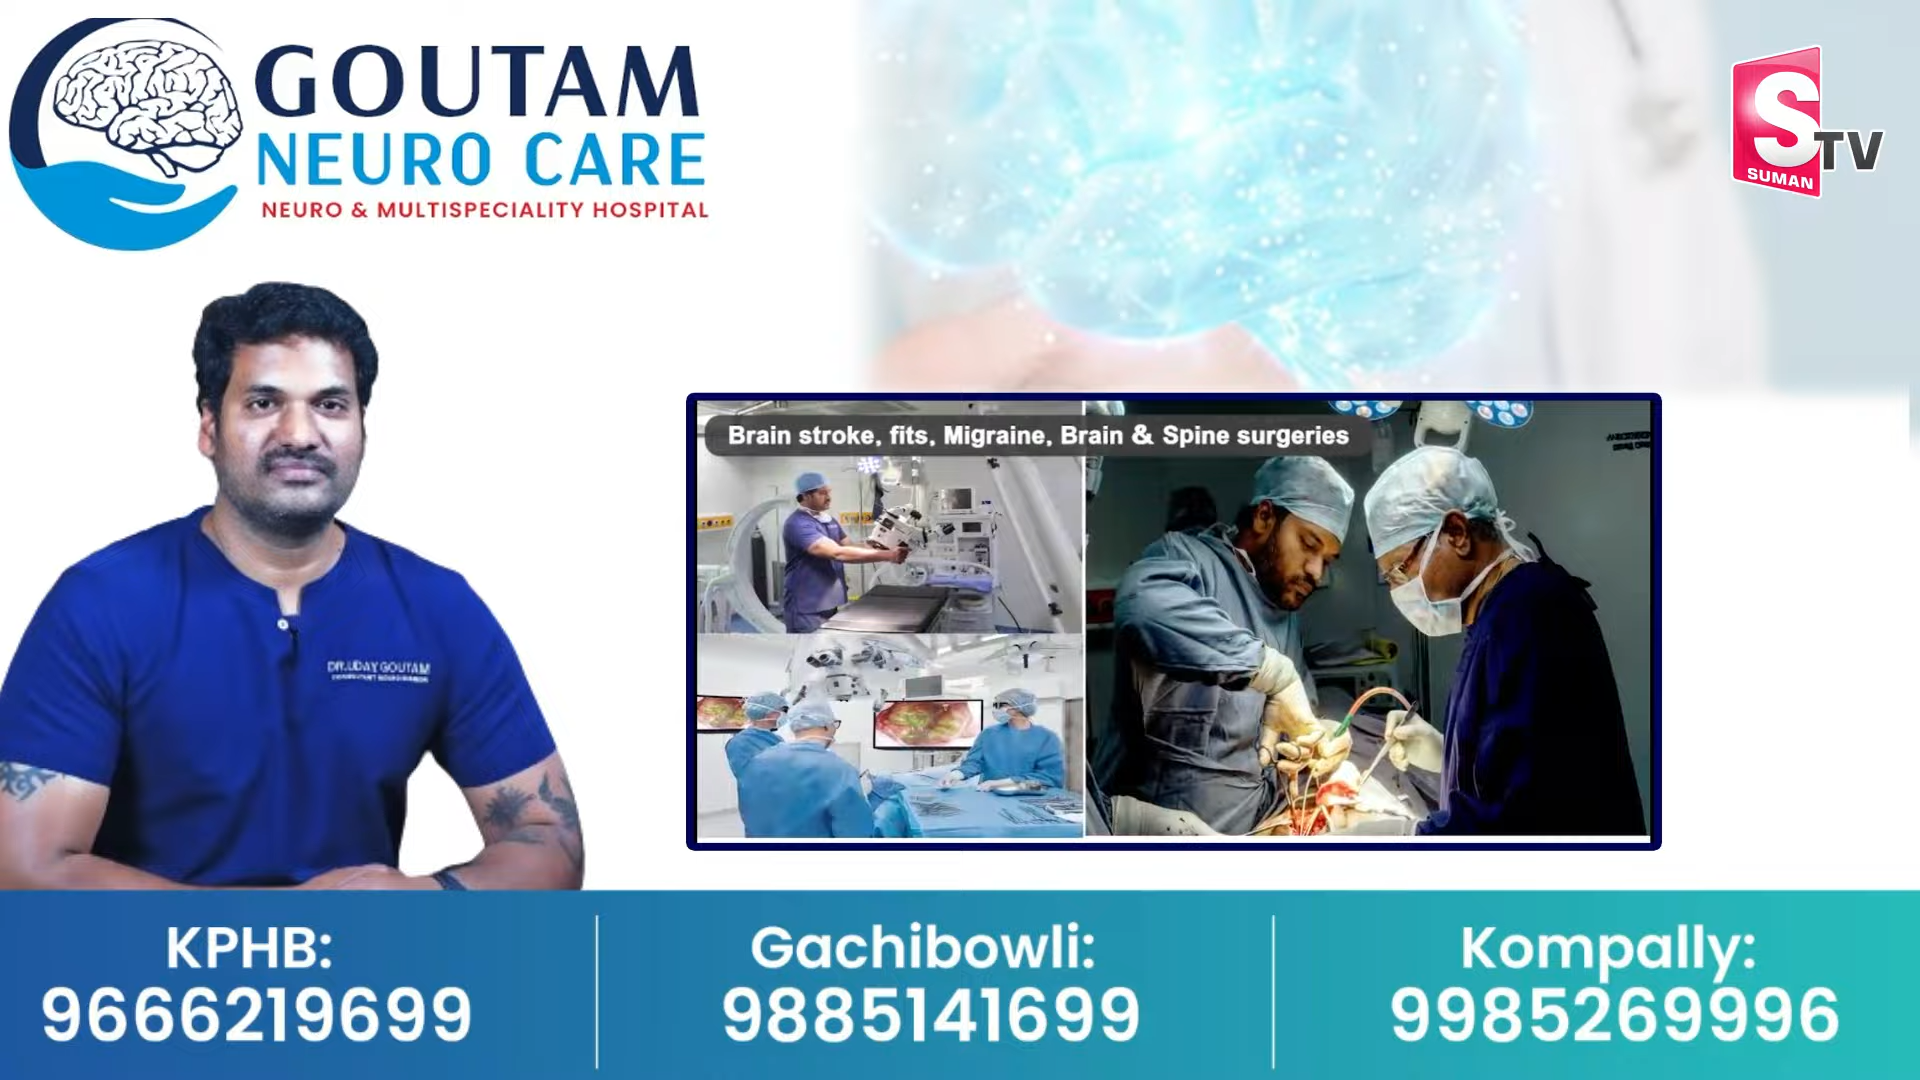 GOUTAM
NEURO CARE
NEURO & MULTISPECIALITY HOSPITAL
S
TV
SUMAN
Brain stroke, fits, Migraine, Brain & Spine surgeries
DR.UDAY GOUTAM
KPHB:
9666219699
Gachibowli:
9885141699
Kompally:
9985269996